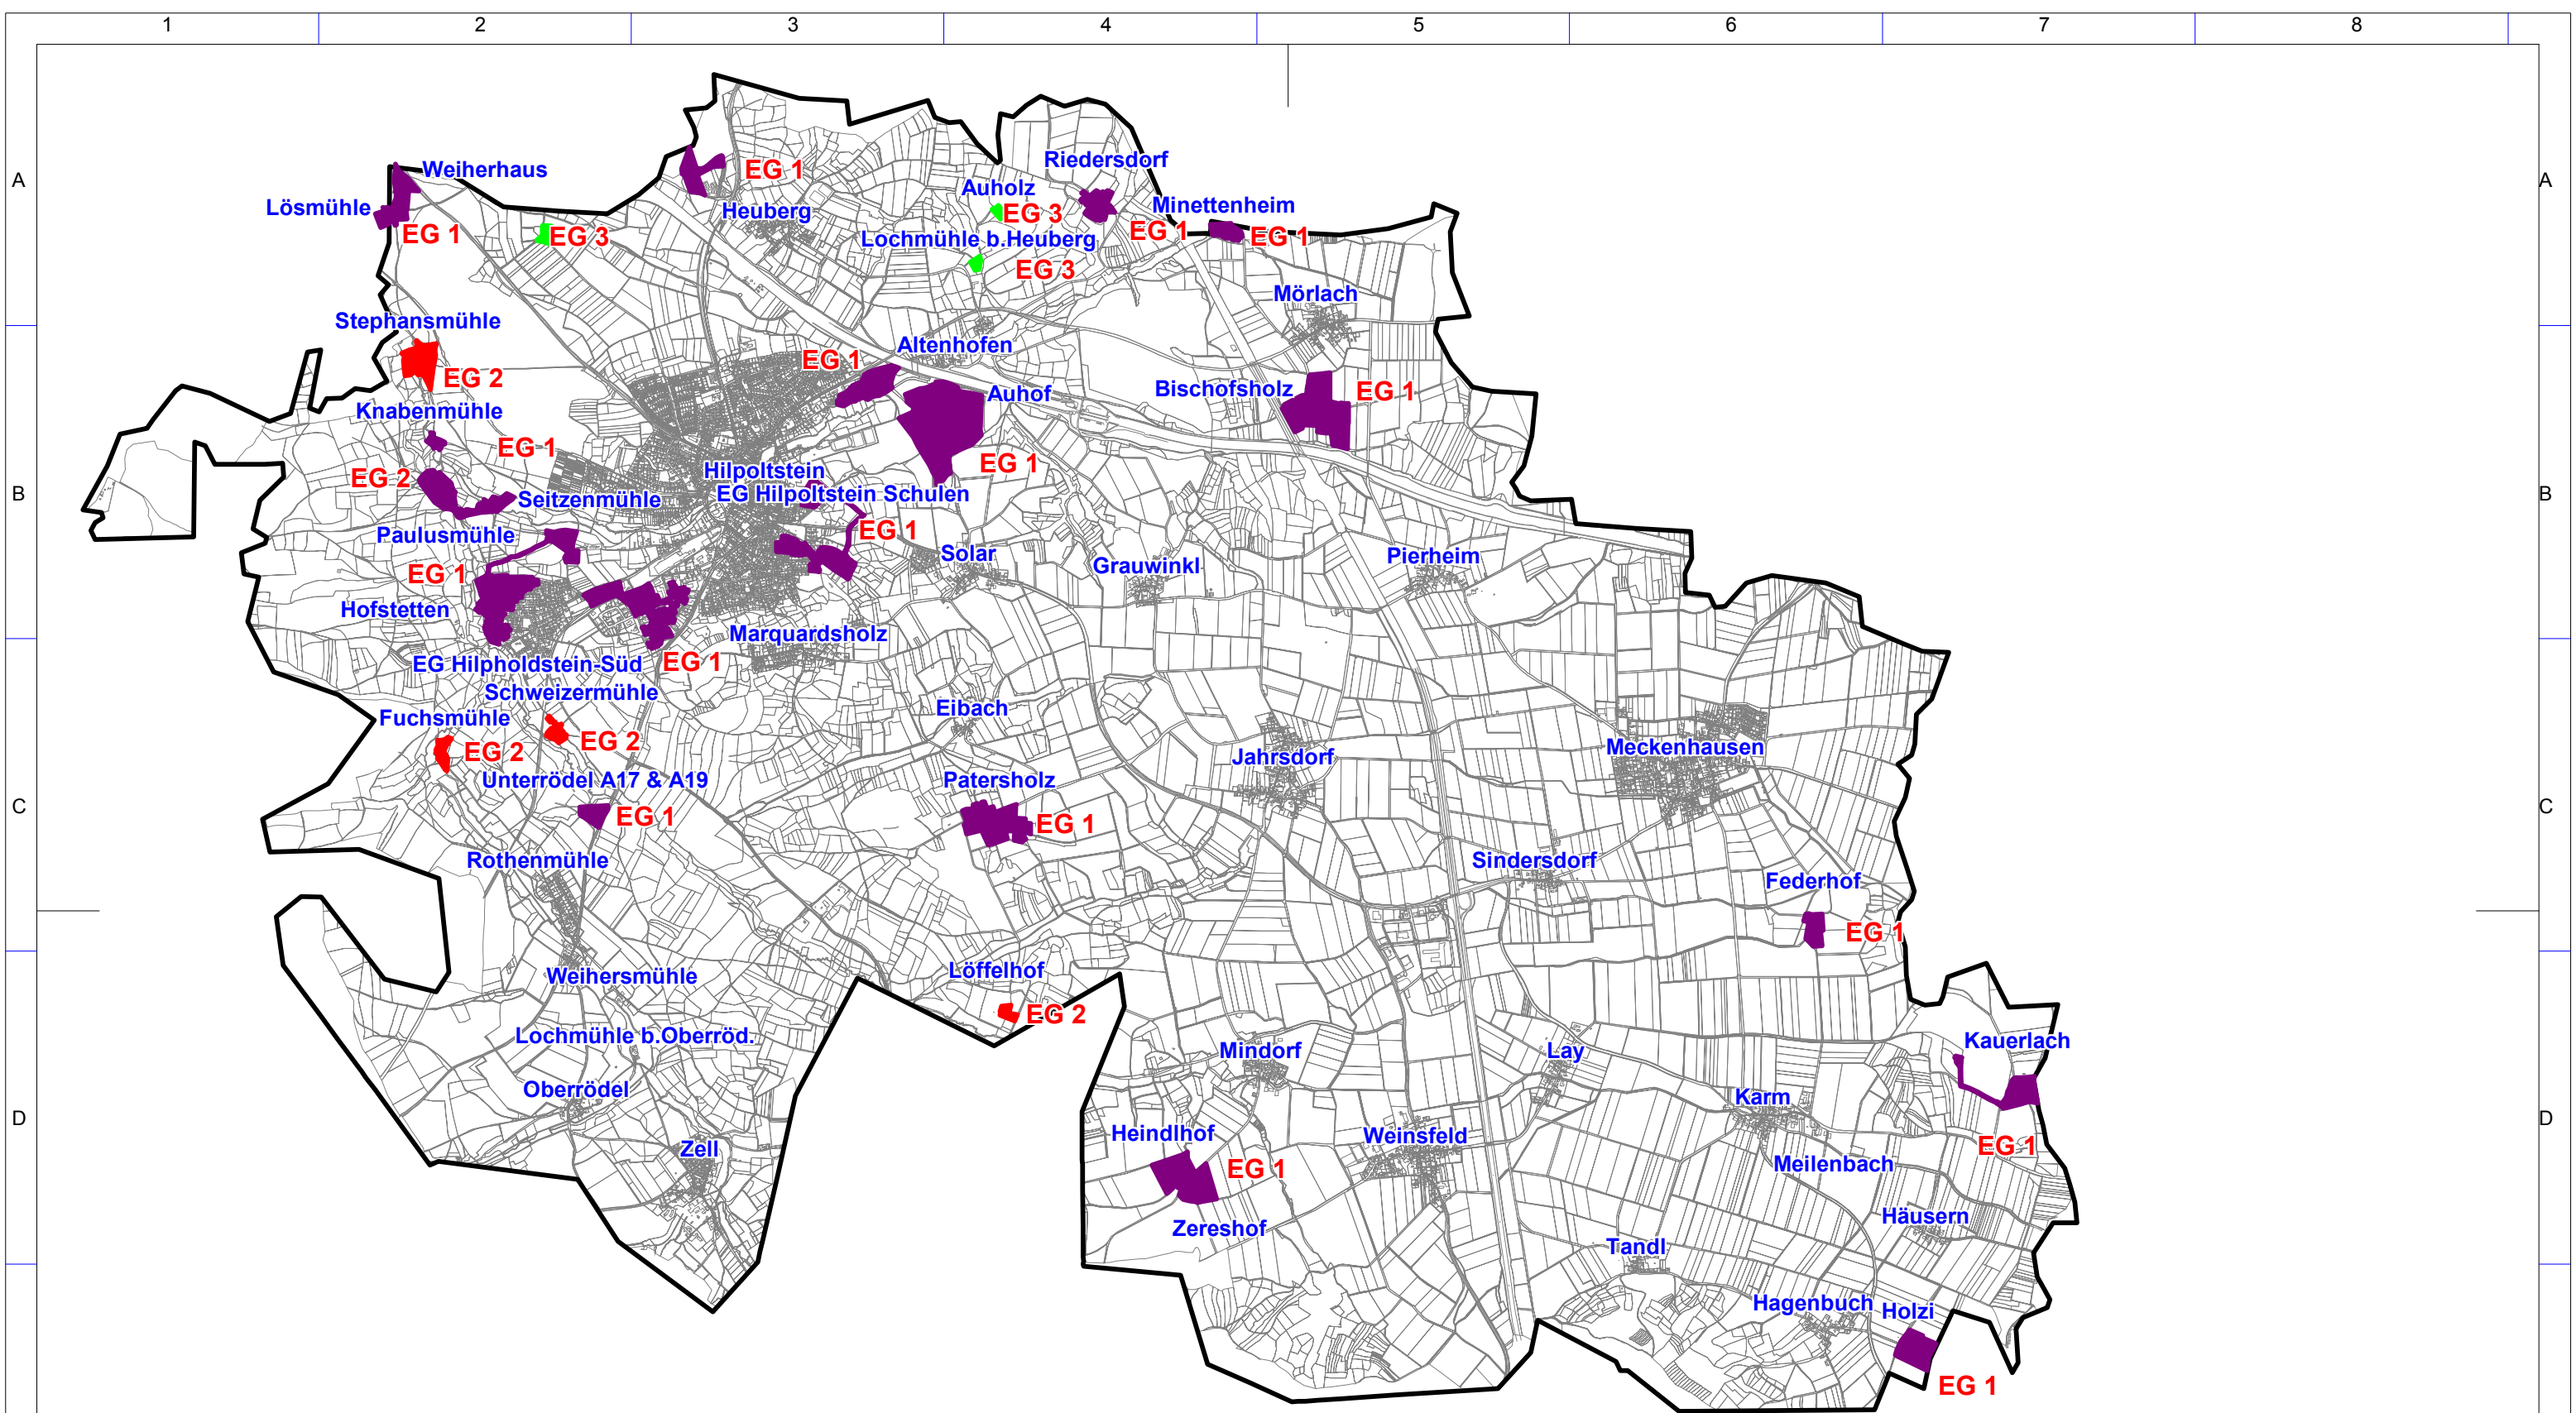 1 2 3 4 5 6 7 8
A
A
Weiherhaus
EG 1
Riedersdorf
Lösmühle
Heuberg
Auholz
EG 3
Minettenheim
EG 1
EG 3
Lochmühle b.Heuberg
EG 1
EG 1
EG 3
Mörlach
Stephansmühle
EG 2
EG 1
Altenhofen
Auhof
Bischofsholz
EG 1
Knabenmühle
EG 1
EG 1
B
EG 2
Hilpoltstein
B
Seitzenmühle
EG Hilpoltstein Schulen
Paulusmühle
EG 1
Solar
Grauwinkl
Pierheim
EG 1
Hofstetten
Marquardsholz
EG Hilpholdstein-Süd
EG 1
Schweizermühle
Fuchsmühle
EG 2
EG 2
Eibach
Jahrsdorf
Meckenhausen
Unterrödel A17 & A19
Patersholz
C
EG 1
EG 1
C
Rothenmühle
Sindersdorf
Federhof
EG 1
Weihersmühle
Löffelhof
EG 2
Lochmühle b.Oberröd.
Mindorf
Lay
Kauerlach
Oberrödel
Karm
D
D
Zell
Heindlhof
Weinsfeld
EG 1
EG 1
Meilenbach
Zereshof
Häusern
Tandl
Hagenbuch
Holzi
EG 1